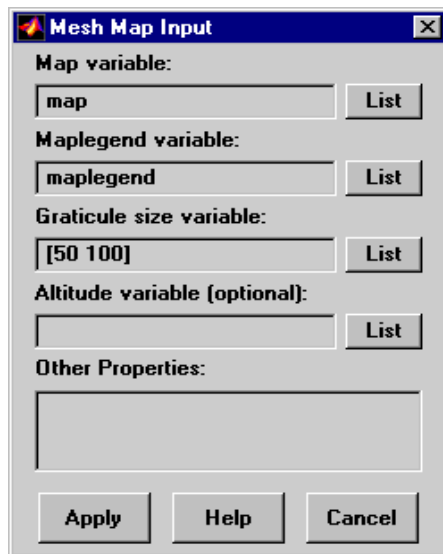 Mesh Map Input
Map variable:
map List
Maplegend variable:
maplegend List
Graticule size variable:
[50 100] List
Altitude variable (optional):
List
Other Properties:
Apply Help Cancel